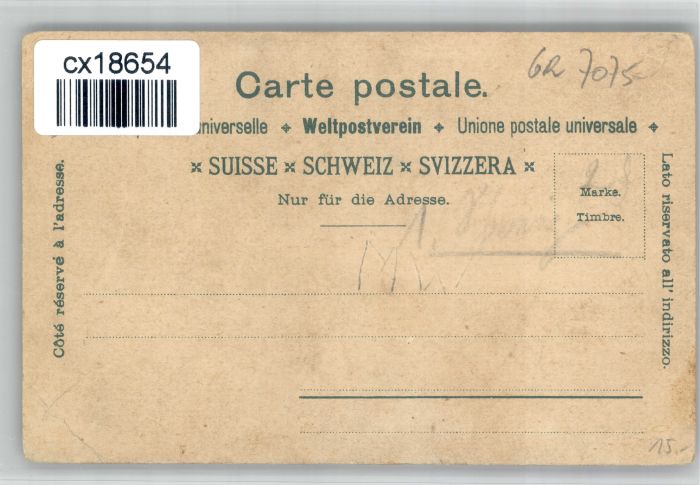 cx18654
GR 7075
Carte postale.
universelle ✦ Weltpostverein ✦ Unione postale universale ✦
× SUISSE × SCHWEIZ × SVIZZERA ×
Nur für die Adresse.
Marke.
Timbre.
Côté réservé à l'adresse.
Lato riservato all' indirizzo.
15.-